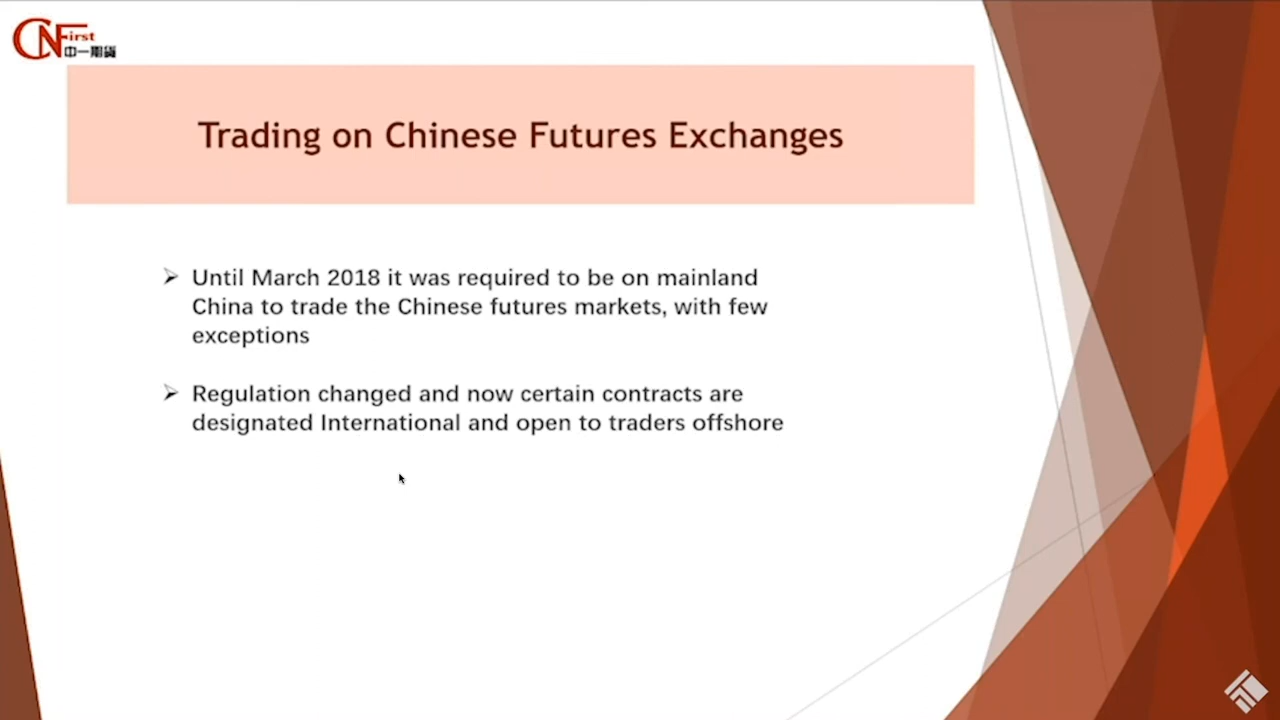 CNFirst
中一期貨
Trading on Chinese Futures Exchanges
Until March 2018 it was required to be on mainland
China to trade the Chinese futures markets, with few
exceptions
Regulation changed and now certain contracts are
designated International and open to traders offshore